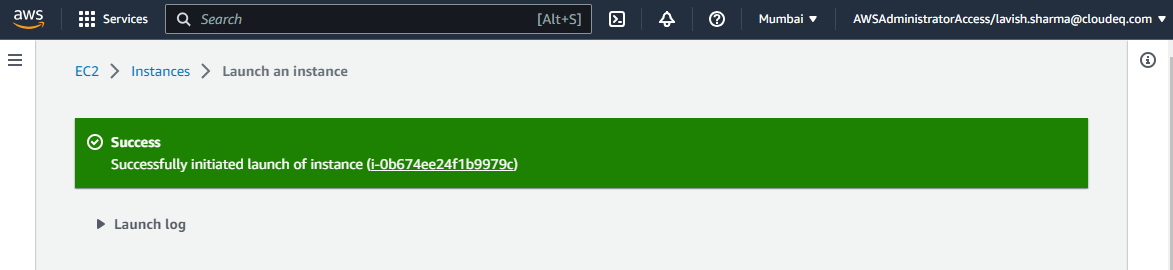 aws Services Search [Alt+S] Mumbai AWSAdministratorAccess/lavish.sharma@cloudeq.com
EC2 Instances Launch an instance
Success
Successfully initiated launch of instance (i-0b674ee24f1b9979c)
Launch log